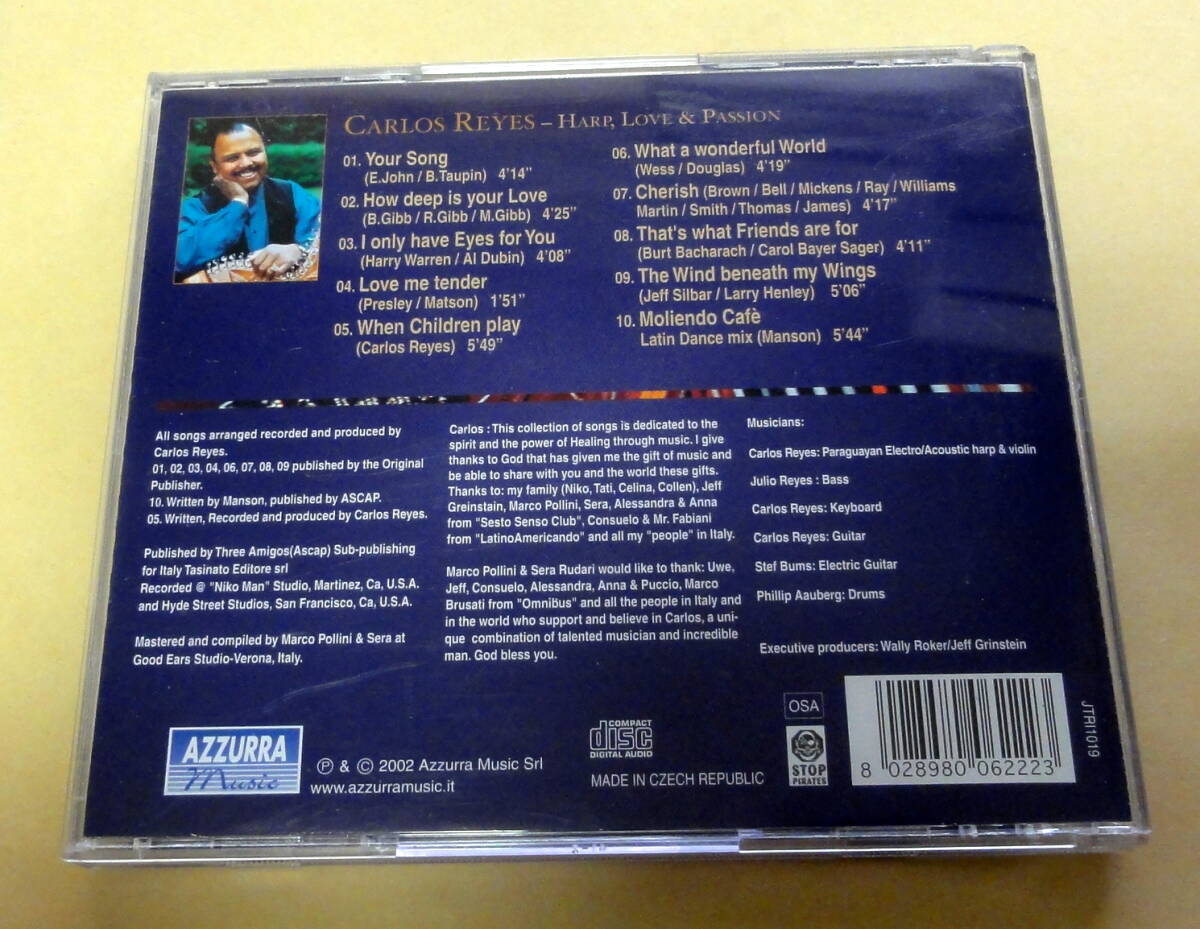 CARLOS REYES – HARP, LOVE & PASSION
01. Your Song
(E.John / B.Taupin) 4'14"
02. How deep is your Love
(B.Gibb / R.Gibb / M.Gibb) 4'25"
03. I only have Eyes for You
(Harry Warren / Al Dubin) 4'08"
04. Love me tender
(Presley / Matson) 1'51"
05. When Children play
(Carlos Reyes) 5'49"
06. What a wonderful World
(Wess / Douglas) 4'19"
07. Cherish (Brown / Bell / Mickens / Ray / Williams
Martin / Smith / Thomas / James) 4'17"
08. That's what Friends are for
(Burt Bacharach / Carol Bayer Sager) 4'11"
09. The Wind beneath my Wings
(Jeff Silbar / Larry Henley) 5'06"
10. Moliendo Cafè
Latin Dance mix (Manson) 5'44"
All songs arranged recorded and produced by
Carlos Reyes.
01, 02, 03, 04, 06, 07, 08, 09 published by the Original
Publisher.
10. Written by Manson, published by ASCAP.
05. Written, Recorded and produced by Carlos Reyes.
Published by Three Amigos(Ascap) Sub-publishing
for Italy Tasinato Editore srl
Recorded @ "Niko Man" Studio, Martinez, Ca, U.S.A.
and Hyde Street Studios, San Francisco, Ca, U.S.A.
Mastered and compiled by Marco Pollini & Sera at
Good Ears Studio-Verona, Italy.
Carlos : This collection of songs is dedicated to the
spirit and the power of Healing through music. I give
thanks to God that has given me the gift of music and
be able to share with you and the world these gifts.
Thanks to: my family (Niko, Tati, Celina, Collen), Jeff
Greinstain, Marco Pollini, Sera, Alessandra & Anna
from "Sesto Senso Club", Consuelo & Mr. Fabiani
from "LatinoAmericando" and all my "people" in Italy.
Marco Pollini & Sera Rudari would like to thank: Uwe,
Jeff, Consuelo, Alessandra, Anna & Puccio, Marco
Brusati from "Omnibus" and all the people in Italy and
in the world who support and believe in Carlos, a uni-
que combination of talented musician and incredible
man. God bless you.
Musicians:
Carlos Reyes: Paraguayan Electro/Acoustic harp & violin
Julio Reyes : Bass
Carlos Reyes: Keyboard
Carlos Reyes: Guitar
Stef Bums: Electric Guitar
Phillip Aauberg: Drums
Executive producers: Wally Roker/Jeff Grinstein
AZZURRA
Music
℗ & © 2002 Azzurra Music Srl
www.azzurramusic.it
COMPACT
disc
DIGITAL AUDIO
MADE IN CZECH REPUBLIC
OSA
STOP
PIRATES
8 028980 062223
JTRI1019